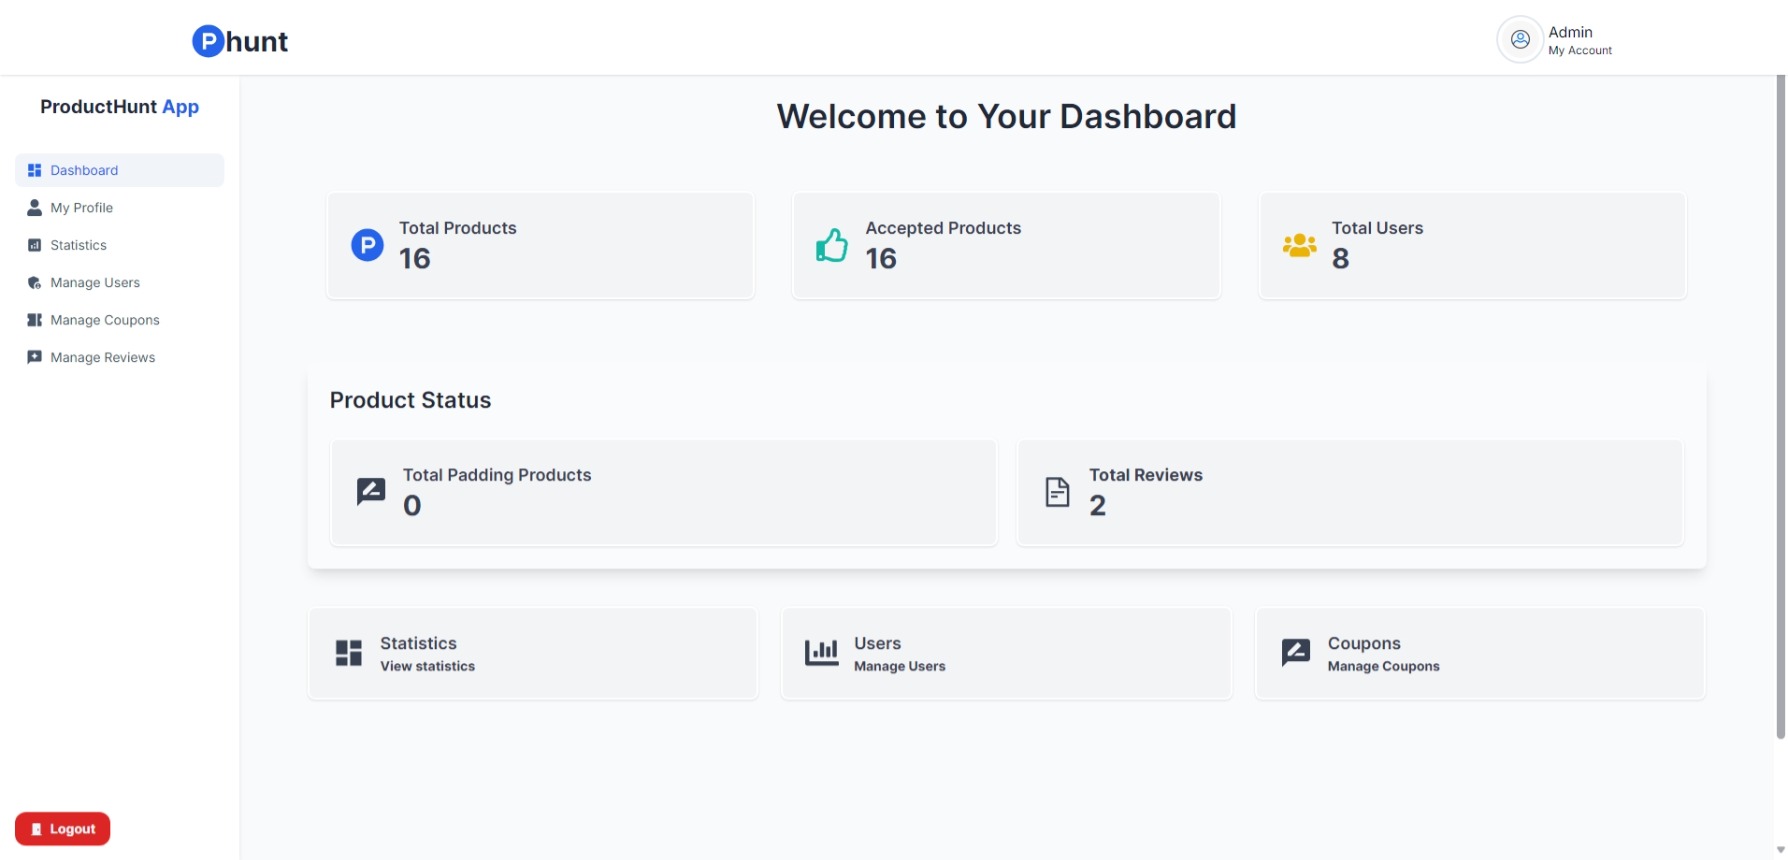 Phunt
Admin
My Account
ProductHunt App
Dashboard
My Profile
Statistics
Manage Users
Manage Coupons
Manage Reviews
Logout
Welcome to Your Dashboard
P
Total Products
16
Accepted Products
16
Total Users
8
Product Status
Total Padding Products
0
Total Reviews
2
Statistics
View statistics
Users
Manage Users
Coupons
Manage Coupons